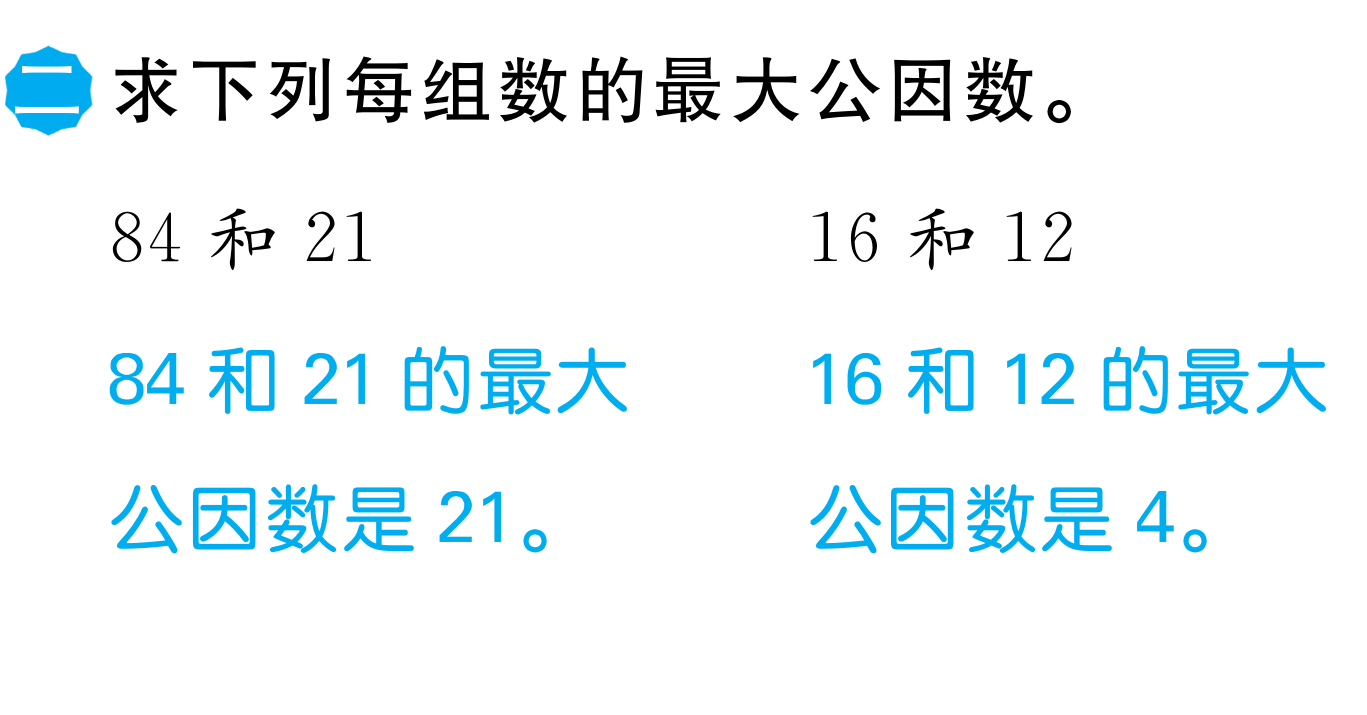 二 求下列每组数的最大公因数。
84 和 21 16 和 12
84 和 21 的最大 16 和 12 的最大
公因数是 21。 公因数是 4。